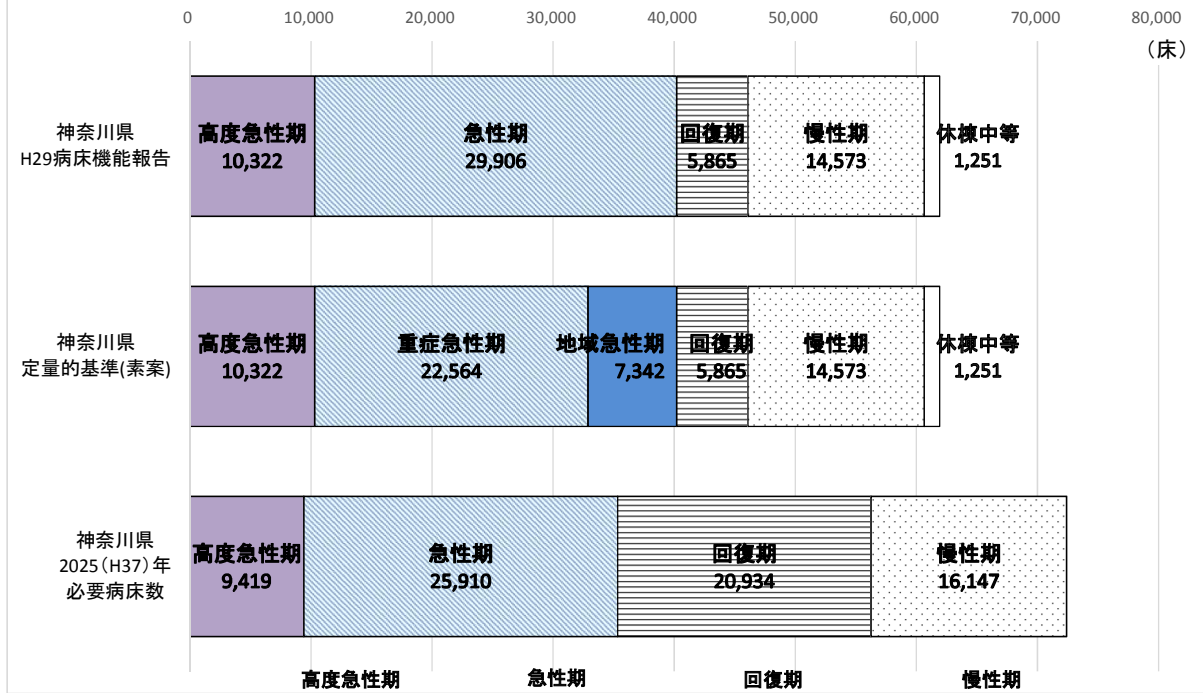 0 10,000 20,000 30,000 40,000 50,000 60,000 70,000 80,000
（床）
神奈川県
H29病床機能報告
高度急性期 急性期 回復期 慢性期 休棟中等
10,322 29,906 5,865 14,573 1,251
神奈川県
定量的基準(素案)
高度急性期 重症急性期 地域急性期 回復期 慢性期 休棟中等
10,322 22,564 7,342 5,865 14,573 1,251
神奈川県
2025（H37）年
必要病床数
高度急性期 急性期 回復期 慢性期
9,419 25,910 20,934 16,147
高度急性期 急性期 回復期 慢性期